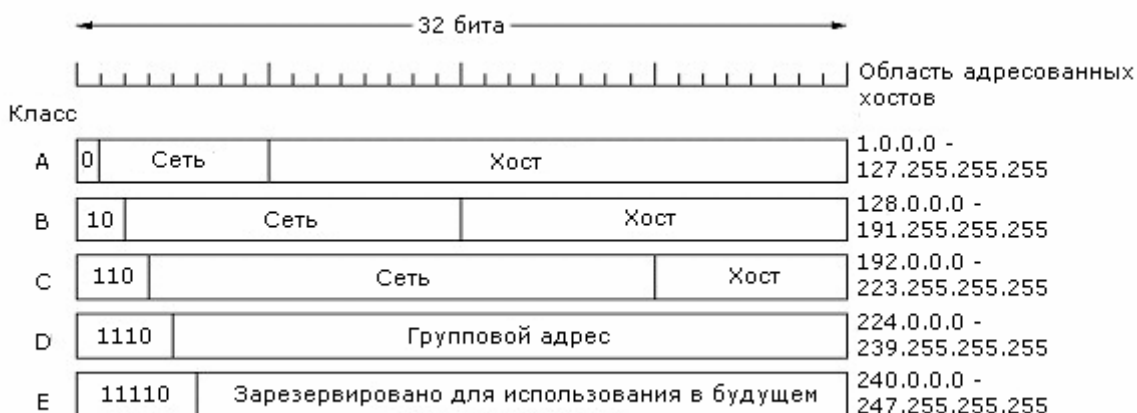 32 бита
Область адресованных
хостов
Класс
A 0 Сеть Хост 1.0.0.0 -
127.255.255.255
B 10 Сеть Хост 128.0.0.0 -
191.255.255.255
C 110 Сеть Хост 192.0.0.0 -
223.255.255.255
D 1110 Групповой адрес 224.0.0.0 -
239.255.255.255
E 11110 Зарезервировано для использования в будущем 240.0.0.0 -
247.255.255.255